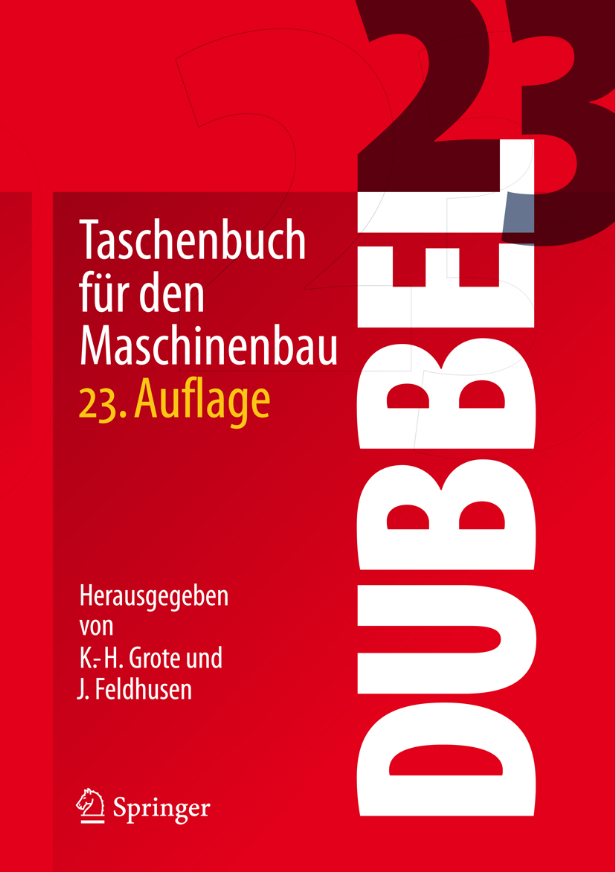 23
DUBBEL
Taschenbuch
für den
Maschinenbau
23. Auflage
Herausgegeben
von
K.-H. Grote und
J. Feldhusen
Springer